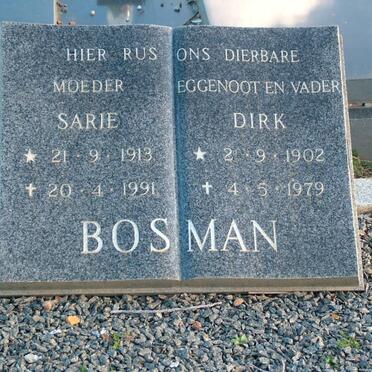 HIER RUS ONS DIERBARE
MOEDER EGGENOOT EN VADER
SARIE DIRK
★ 21·9·1913 ★ 2·9·1902
✝ 20·4·1991 ✝ 4·5·1979
BOSMAN